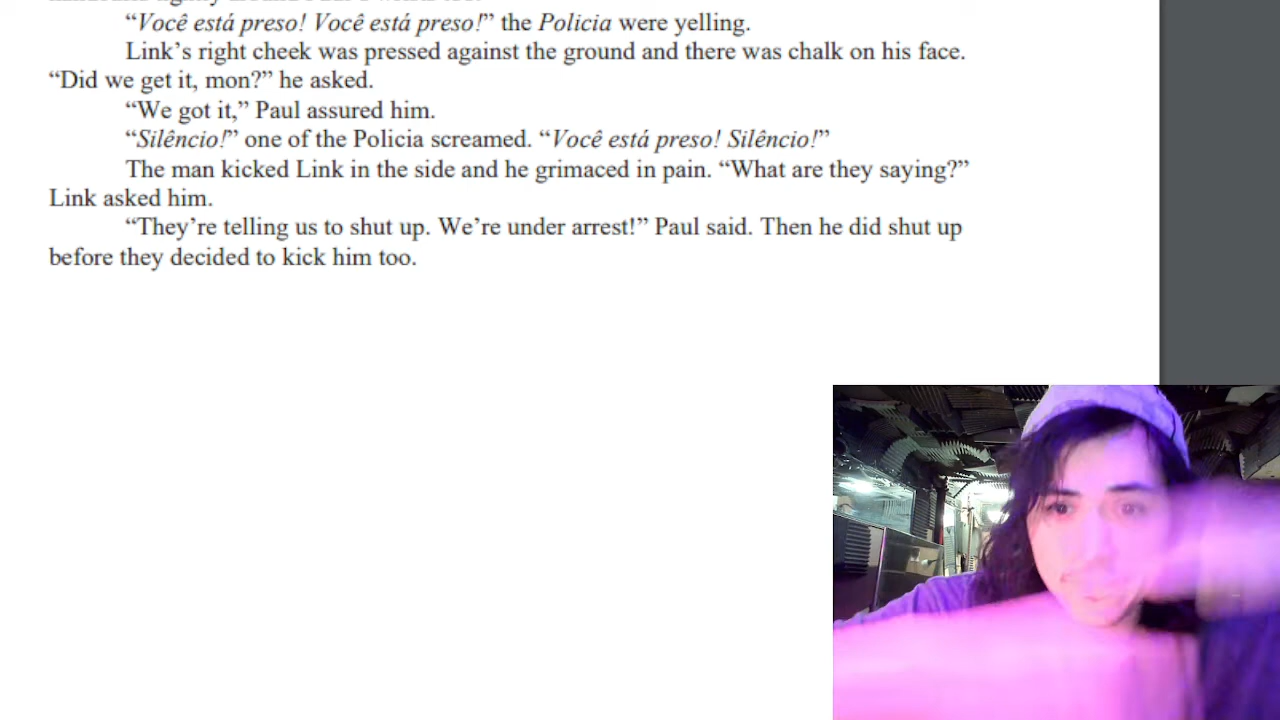 “Você está preso! Você está preso!” the Policia were yelling.
Link’s right cheek was pressed against the ground and there was chalk on his face.
“Did we get it, mon?” he asked.
“We got it,” Paul assured him.
“Silêncio!” one of the Policia screamed. “Você está preso! Silêncio!”
The man kicked Link in the side and he grimaced in pain. “What are they saying?”
Link asked him.
“They’re telling us to shut up. We’re under arrest!” Paul said. Then he did shut up
before they decided to kick him too.